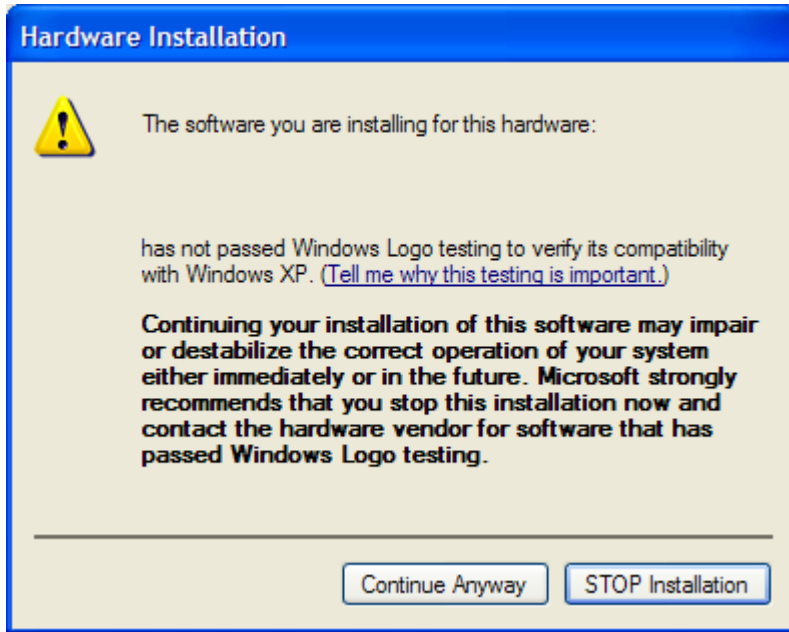 Hardware Installation
The software you are installing for this hardware:
has not passed Windows Logo testing to verify its compatibility
with Windows XP. (Tell me why this testing is important.)
Continuing your installation of this software may impair
or destabilize the correct operation of your system
either immediately or in the future. Microsoft strongly
recommends that you stop this installation now and
contact the hardware vendor for software that has
passed Windows Logo testing.
Continue Anyway
STOP Installation